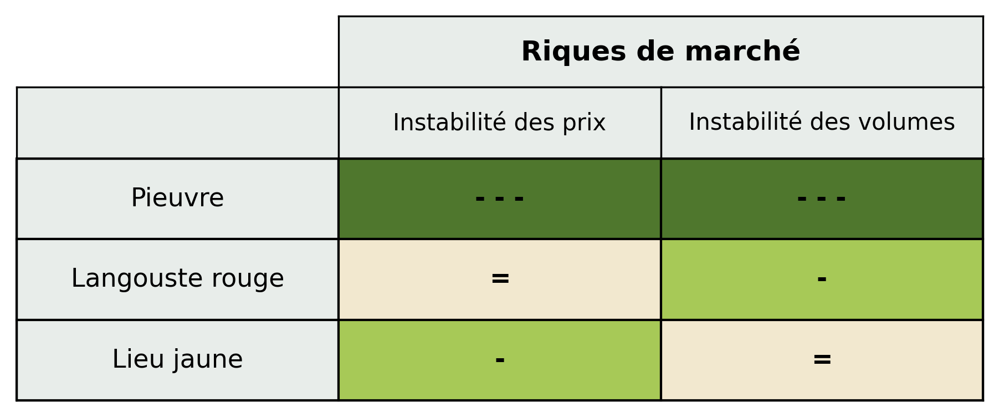 Riques de marché
Instabilité des prix Instabilité des volumes
Pieuvre - - - - - -
Langouste rouge = -
Lieu jaune - =